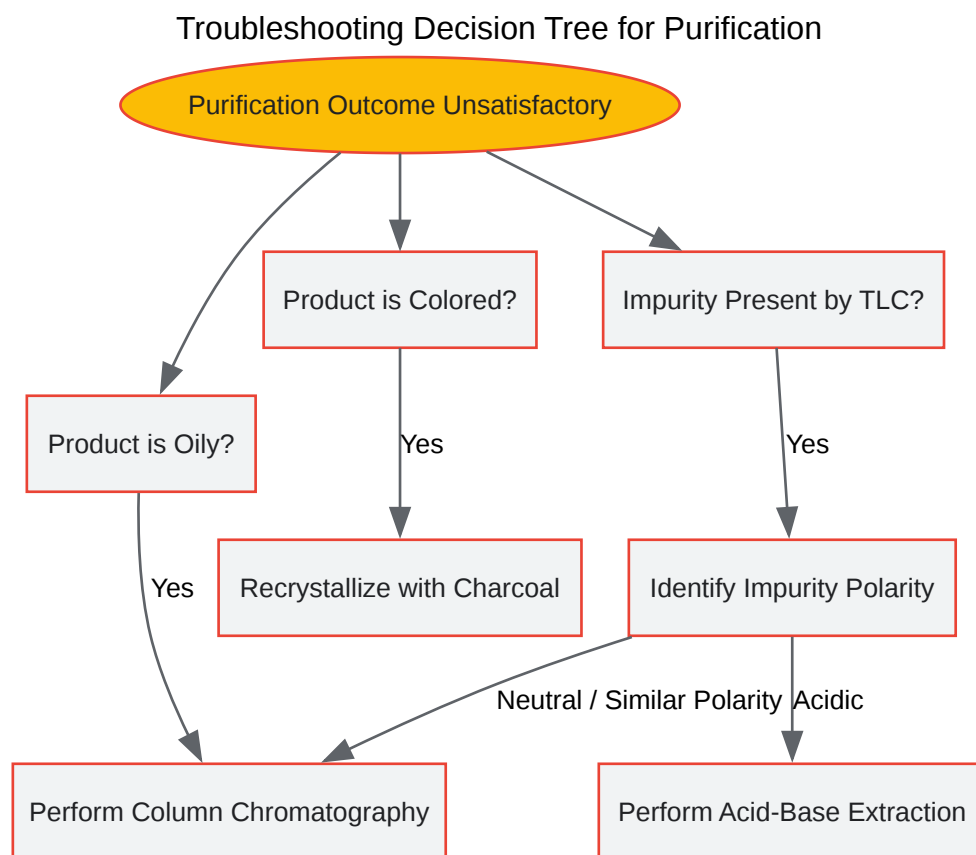 Troubleshooting Decision Tree for Purification
Purification Outcome Unsatisfactory
Product is Colored?
Impurity Present by TLC?
Product is Oily?
Yes
Yes
Yes
Recrystallize with Charcoal
Identify Impurity Polarity
Neutral / Similar Polarity
Acidic
Perform Column Chromatography
Perform Acid-Base Extraction